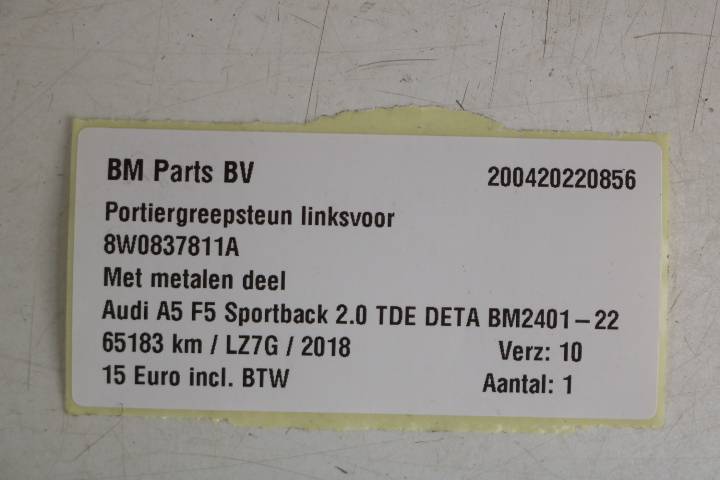 BM Parts BV 200420220856
Portiergreepsteun linksvoor
8W0837811A
Met metalen deel
Audi A5 F5 Sportback 2.0 TDE DETA BM2401-22
65183 km / LZ7G / 2018 Verz: 10
15 Euro incl. BTW Aantal: 1